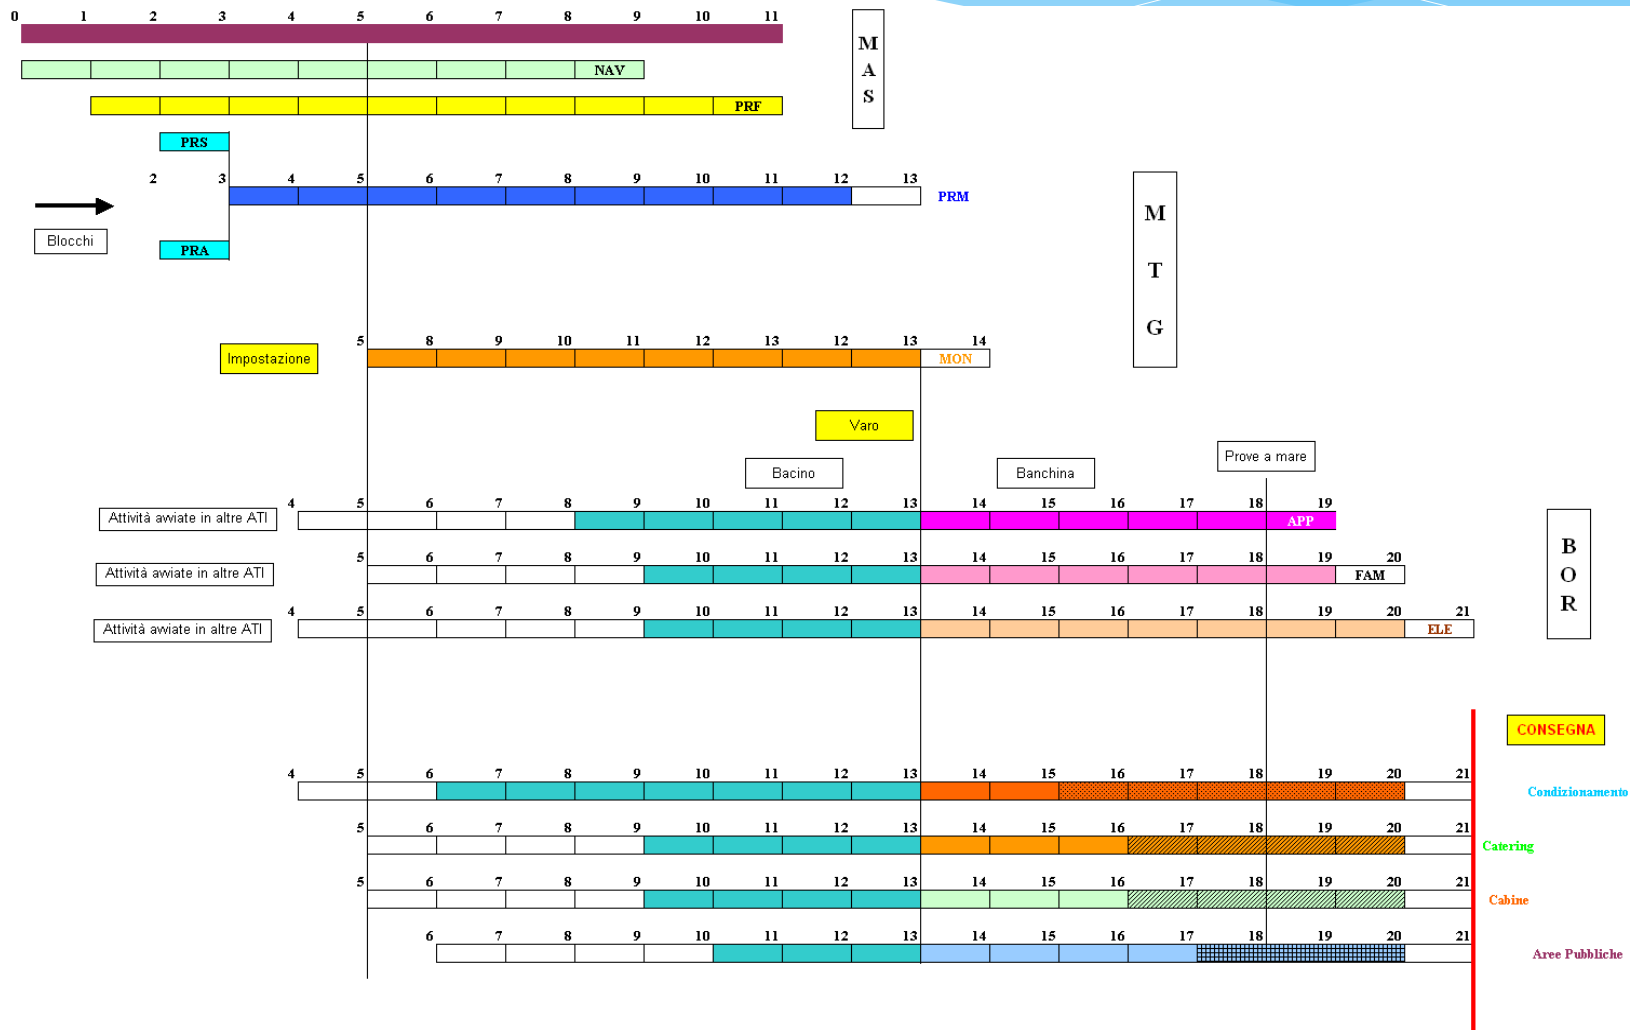 0 1 2 3 4 5 6 7 8 9 10 11
M
A
S
NAV
PRF
PRS
2 3 4 5 6 7 8 9 10 11 12 13
PRM
Blocchi
PRA
M
T
G
5 8 9 10 11 12 13 12 13 14
Impostazione
MON
Varo
Bacino
Banchina
Prove a mare
4 5 6 7 8 9 10 11 12 13 14 15 16 17 18 19
Attività avviate in altre ATI
APP
5 6 7 8 9 10 11 12 13 14 15 16 17 18 19 20
Attività avviate in altre ATI
FAM
4 5 6 7 8 9 10 11 12 13 14 15 16 17 18 19 20 21
Attività avviate in altre ATI
ELE
B
O
R
CONSEGNA
4 5 6 7 8 9 10 11 12 13 14 15 16 17 18 19 20 21
Condizionamento
5 6 7 8 9 10 11 12 13 14 15 16 17 18 19 20 21
Catering
5 6 7 8 9 10 11 12 13 14 15 16 17 18 19 20 21
Cabine
6 7 8 9 10 11 12 13 14 15 16 17 18 19 20 21
Aree Pubbliche